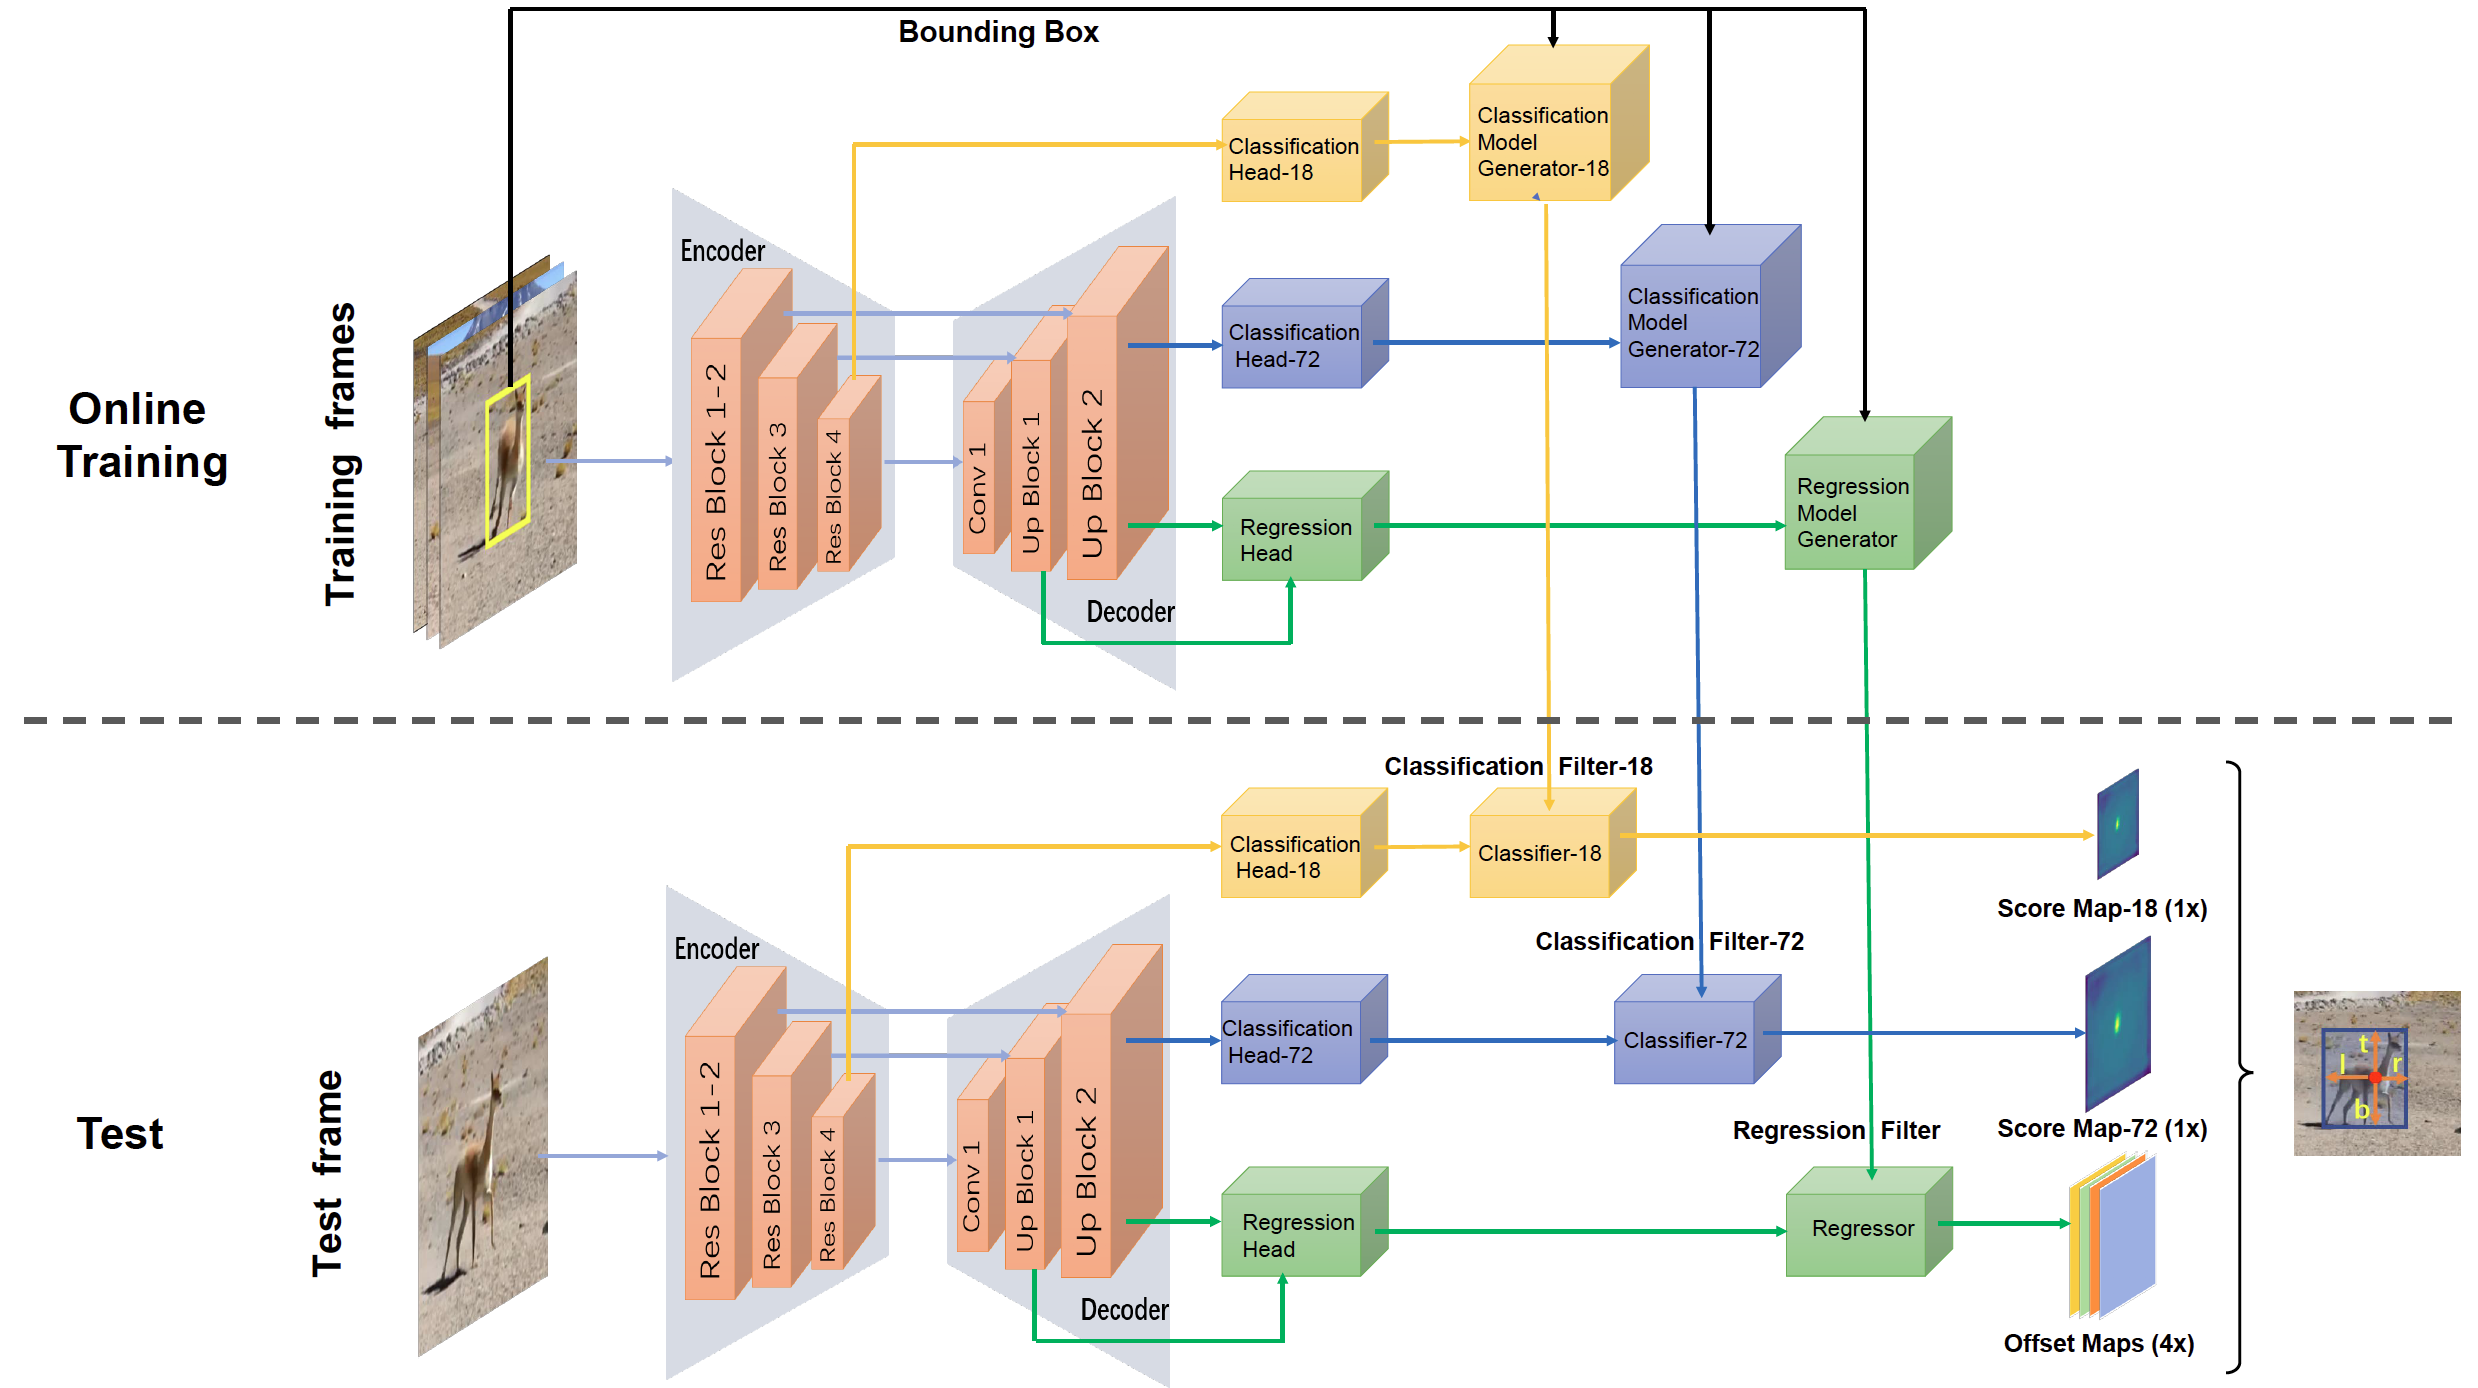 Bounding Box
Classification
Model
Generator-18
Classification
Head-18
Encoder
Classification
Model
Generator-72
Classification
Head-72
Online
Training
Training frames
Res Block 1-2
Res Block 3
Res Block 4
Conv 1
Up Block 1
Up Block 2
Regression
Head
Regression
Model
Generator
Decoder
Classification Filter-18
Classification
Head-18
Classifier-18
Score Map-18 (1x)
Encoder
Classification Filter-72
Classification
Head-72
Classifier-72
Test
Test frame
Res Block 1-2
Res Block 3
Res Block 4
Conv 1
Up Block 1
Up Block 2
t
l
r
b
Regression Filter
Score Map-72 (1x)
Regression
Head
Regressor
Decoder
Offset Maps (4x)